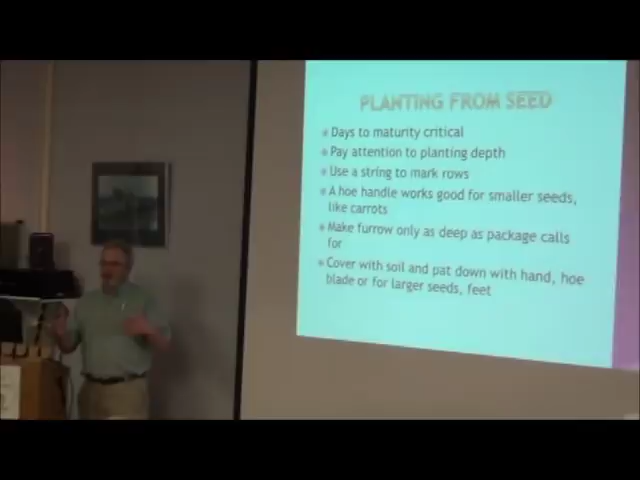 PLANTING FROM SEED
Days to maturity critical
Pay attention to planting depth
Use a string to mark rows
A hoe handle works good for smaller seeds,
like carrots
Make furrow only as deep as package calls
for
Cover with soil and pat down with hand, hoe
blade or for larger seeds, feet